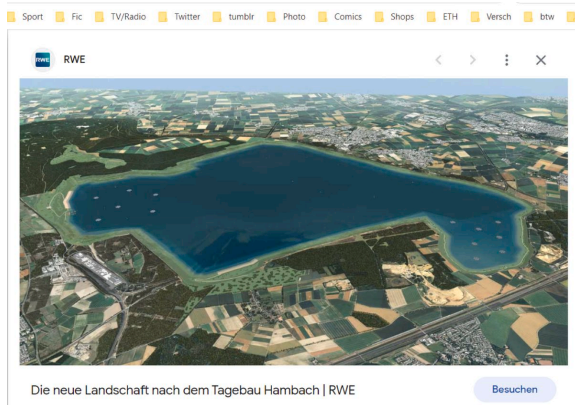 Sport Fic TV/Radio Twitter tumblr Photo Comics Shops ETH Versch btw
RWE RWE
Die neue Landschaft nach dem Tagebau Hambach | RWE Besuchen